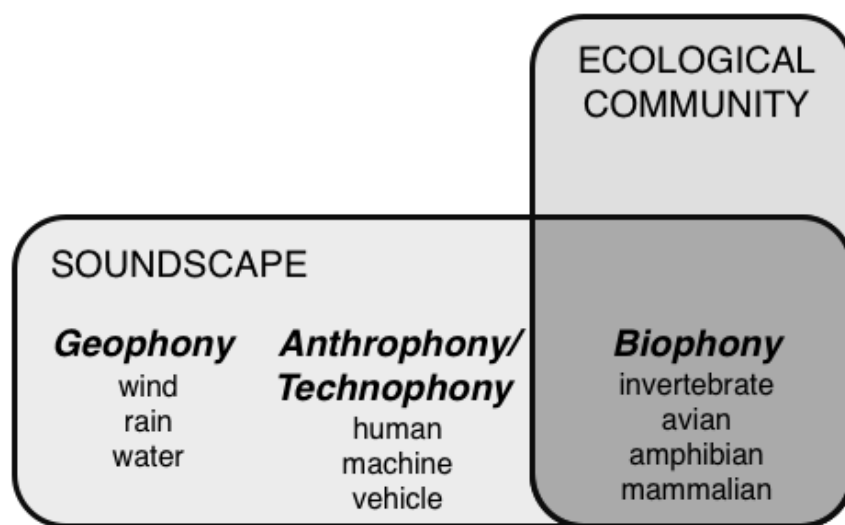 ECOLOGICAL
COMMUNITY
SOUNDSCAPE
Geophony
wind
rain
water
Anthrophony/
Technophony
human
machine
vehicle
Biophony
invertebrate
avian
amphibian
mammalian